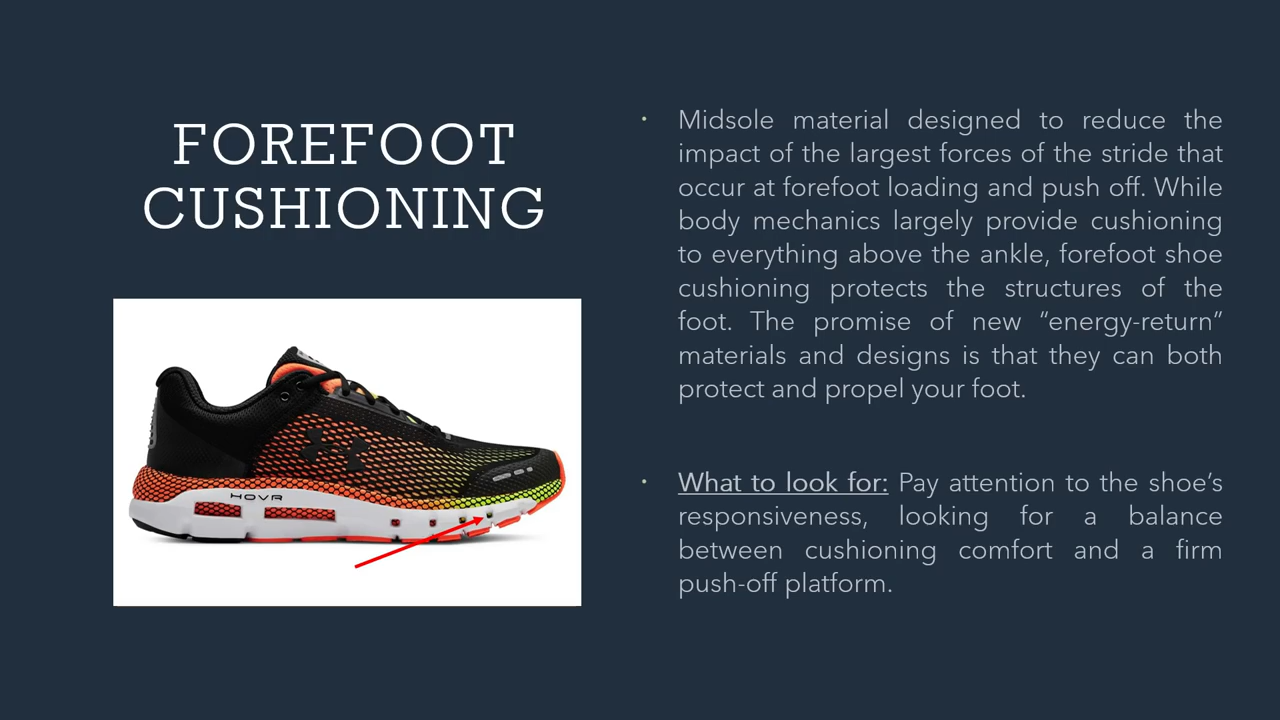 FOREFOOT
CUSHIONING
HOVR
• Midsole material designed to reduce the
impact of the largest forces of the stride that
occur at forefoot loading and push off. While
body mechanics largely provide cushioning
to everything above the ankle, forefoot shoe
cushioning protects the structures of the
foot. The promise of new “energy-return”
materials and designs is that they can both
protect and propel your foot.
• What to look for: Pay attention to the shoe’s
responsiveness, looking for a balance
between cushioning comfort and a firm
push-off platform.